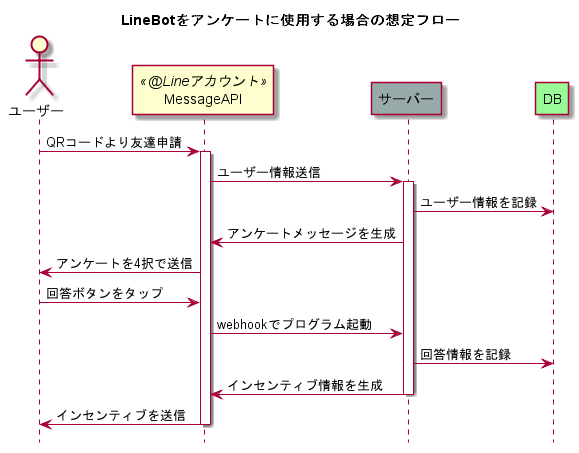 LineBotをアンケートに使用する場合の想定フロー
ユーザー
«@Lineアカウント»
MessageAPI
サーバー
DB
QRコードより友達申請
ユーザー情報送信
ユーザー情報を記録
アンケートメッセージを生成
アンケートを4択で送信
回答ボタンをタップ
webhookでプログラム起動
回答情報を記録
インセンティブ情報を生成
インセンティブを送信